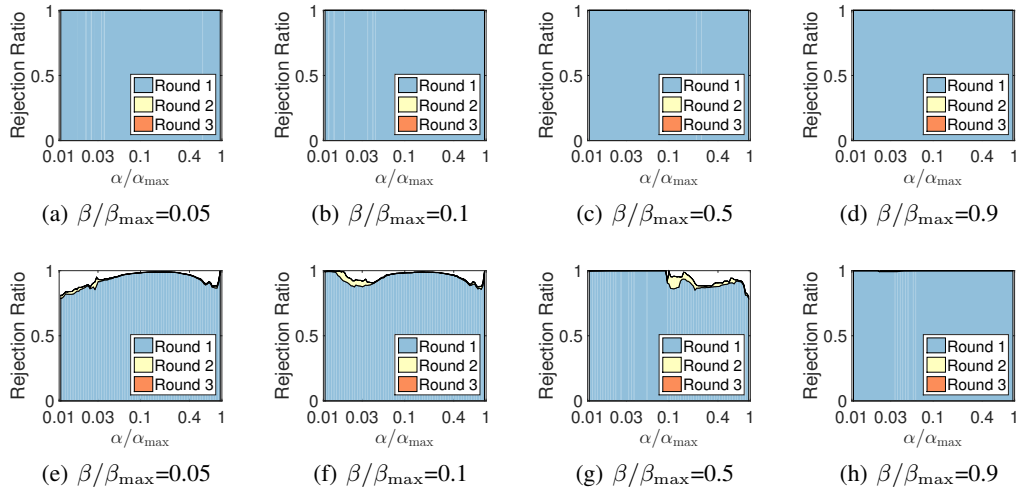 Rejection Ratio
1
0.5
0
Round 1
Round 2
Round 3
0.01 0.03 0.1 0.4 1
α/αmax
(a) β/βmax=0.05
Rejection Ratio
1
0.5
0
Round 1
Round 2
Round 3
0.01 0.03 0.1 0.4 1
α/αmax
(b) β/βmax=0.1
Rejection Ratio
1
0.5
0
Round 1
Round 2
Round 3
0.01 0.03 0.1 0.4 1
α/αmax
(c) β/βmax=0.5
Rejection Ratio
1
0.5
0
Round 1
Round 2
Round 3
0.01 0.03 0.1 0.4 1
α/αmax
(d) β/βmax=0.9
Rejection Ratio
1
0.5
0
Round 1
Round 2
Round 3
0.01 0.03 0.1 0.4 1
α/αmax
(e) β/βmax=0.05
Rejection Ratio
1
0.5
0
Round 1
Round 2
Round 3
0.01 0.03 0.1 0.4 1
α/αmax
(f) β/βmax=0.1
Rejection Ratio
1
0.5
0
Round 1
Round 2
Round 3
0.01 0.03 0.1 0.4 1
α/αmax
(g) β/βmax=0.5
Rejection Ratio
1
0.5
0
Round 1
Round 2
Round 3
0.01 0.03 0.1 0.4 1
α/αmax
(h) β/βmax=0.9